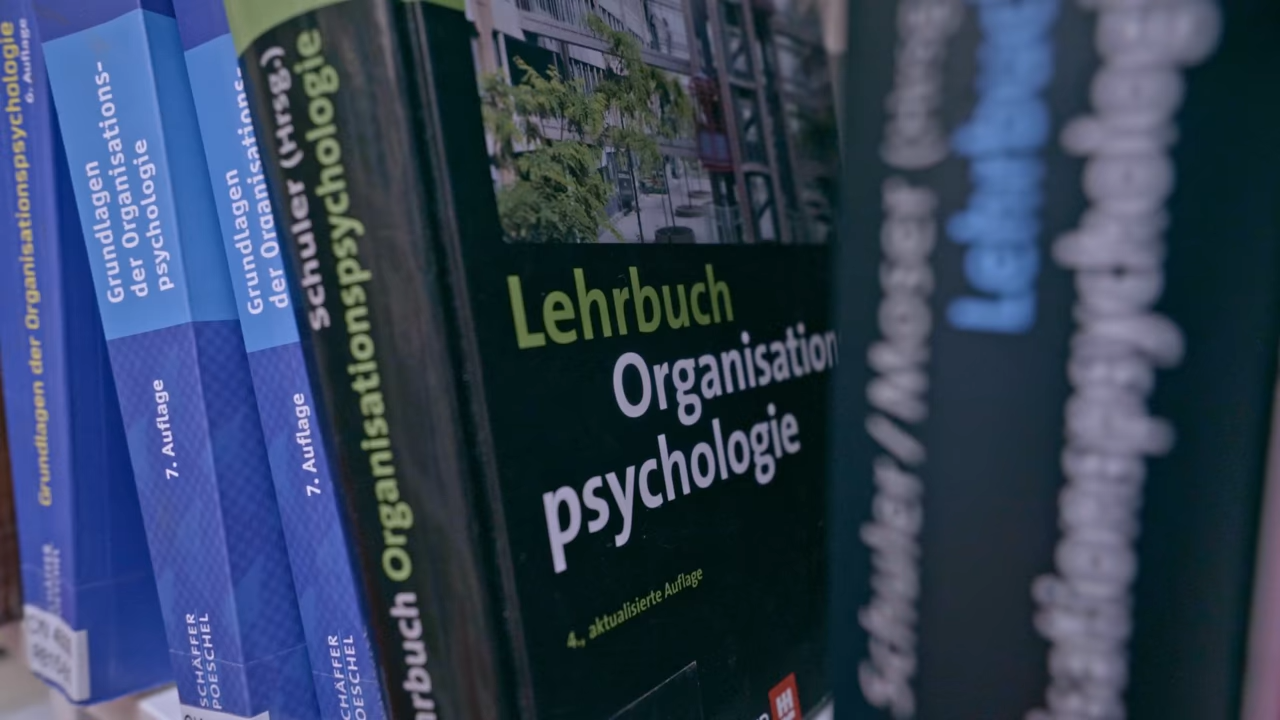 Grundlagen der Organisationspsychologie
6. Auflage
Grundlagen
der Organisations-
psychologie
7. Auflage
SCHÄFFER
POESCHEL
Grundlagen
der Organisations-
7. Auflage
SCHÄFFER
POESCHEL
Schuler (Hrsg.)
Lehrbuch Organisationspsychologie
Lehrbuch
Organisation
psychologie
4., aktualisierte Auflage
Schuler / Moser
Lehrbuch